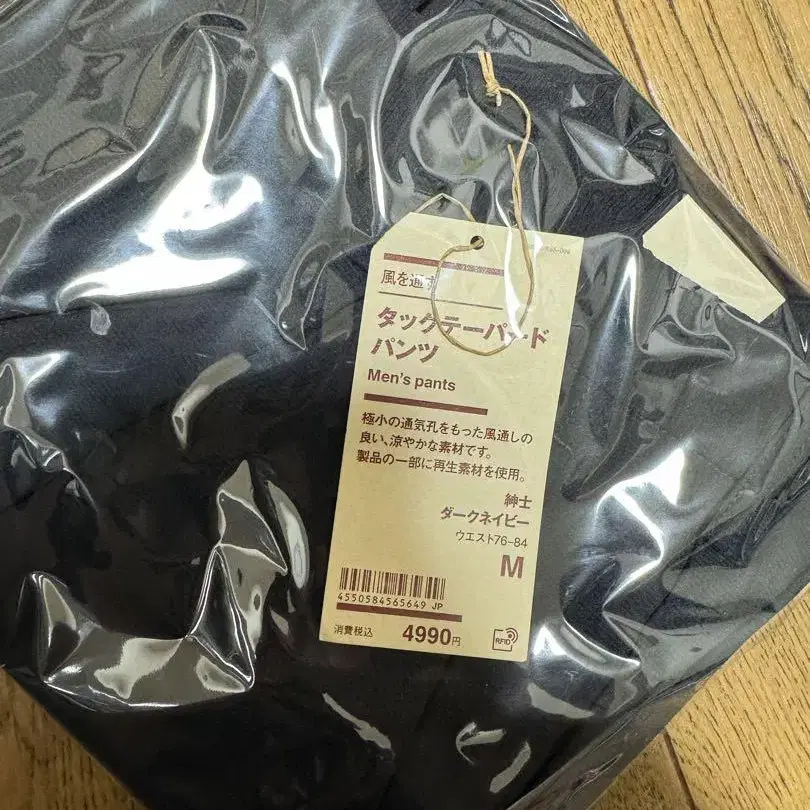 風を通す
タックテーパード
パンツ
Men's pants
極小の通気孔をもった風通しの
良い、涼やかな素材です。
製品の一部に再生素材を使用。
紳士
ダークネイビー
ウエスト76-84
M
4550584565649 JP
消費税込 4990円
RFID